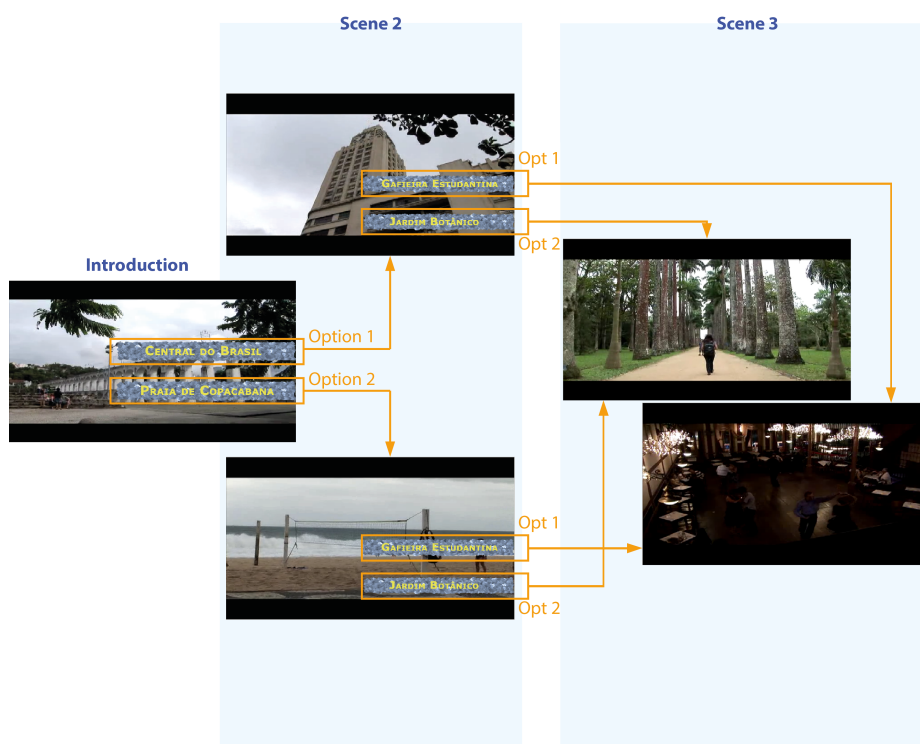 Scene 2
Scene 3
Opt 1
GAFIEIRA ESTUDANTINA
JARDIM BOTÂNICO
Opt 2
Introduction
Option 1
CENTRAL DO BRASIL
Option 2
PRAIA DE COPACABANA
Opt 1
GAFIEIRA ESTUDANTINA
JARDIM BOTÂNICO
Opt 2